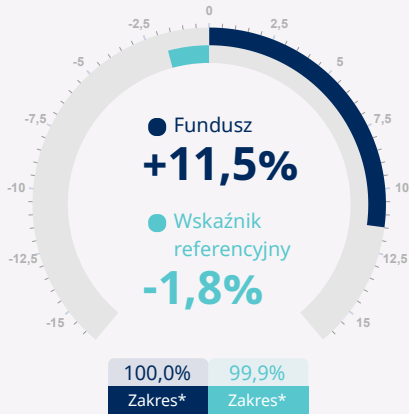 0
-2,5 2,5
-5 5
-7,5 7,5
-10 10
-12,5 12,5
-15 15
Fundusz
+11,5%
Wskaźnik
referencyjny
-1,8%
100,0% 99,9%
Zakres* Zakres*